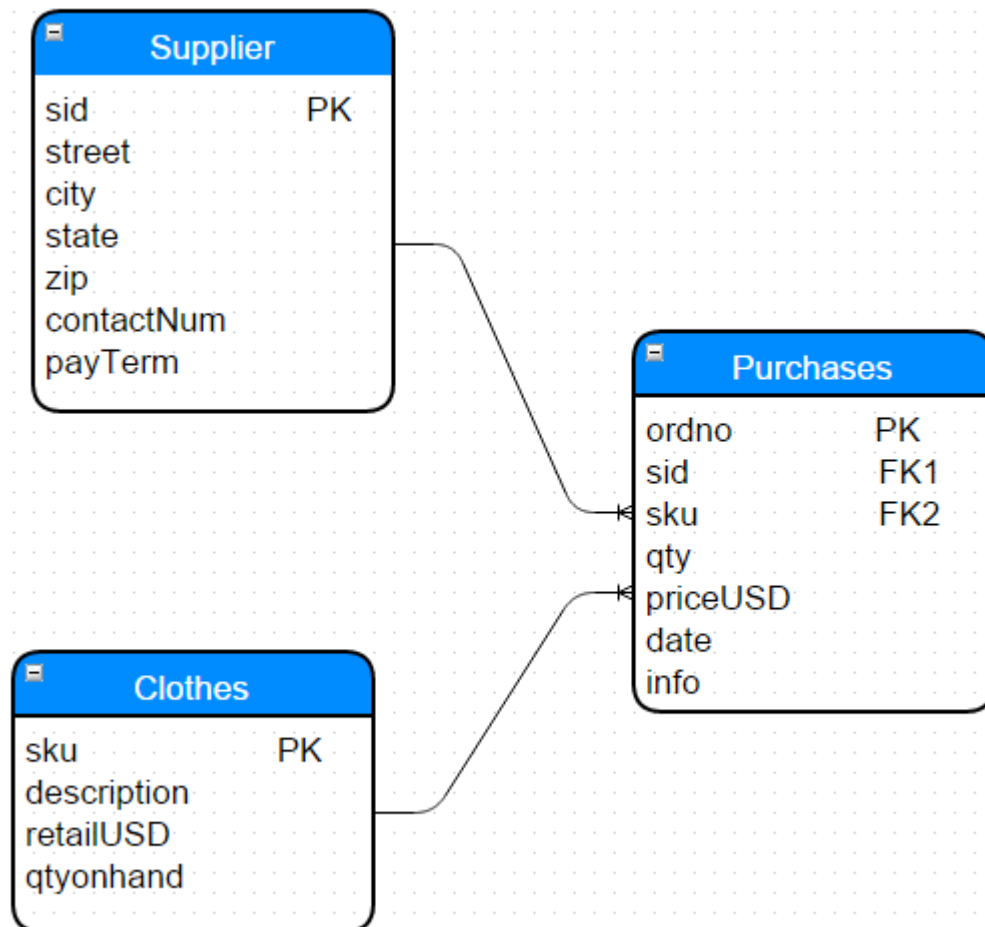 Supplier
sid PK
street
city
state
zip
contactNum
payTerm
Purchases
ordno PK
sid FK1
sku FK2
qty
priceUSD
date
info
Clothes
sku PK
description
retailUSD
qtyonhand